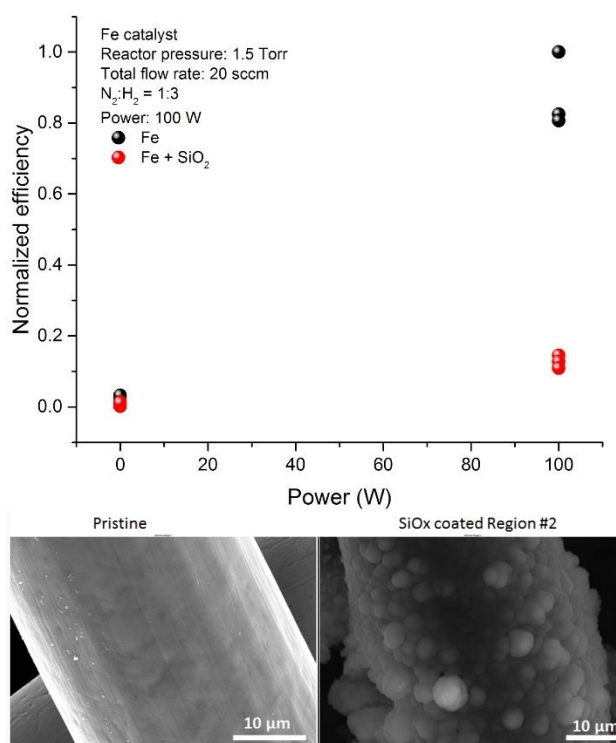 Fe catalyst
Reactor pressure: 1.5 Torr
Total flow rate: 20 sccm
N₂:H₂ = 1:3
Power: 100 W
Fe
Fe + SiO₂
1.0
0.8
0.6
0.4
0.2
0.0
Normalized efficiency
0 20 40 60 80 100
Power (W)
Pristine SiOx coated Region #2
10 µm 10 µm